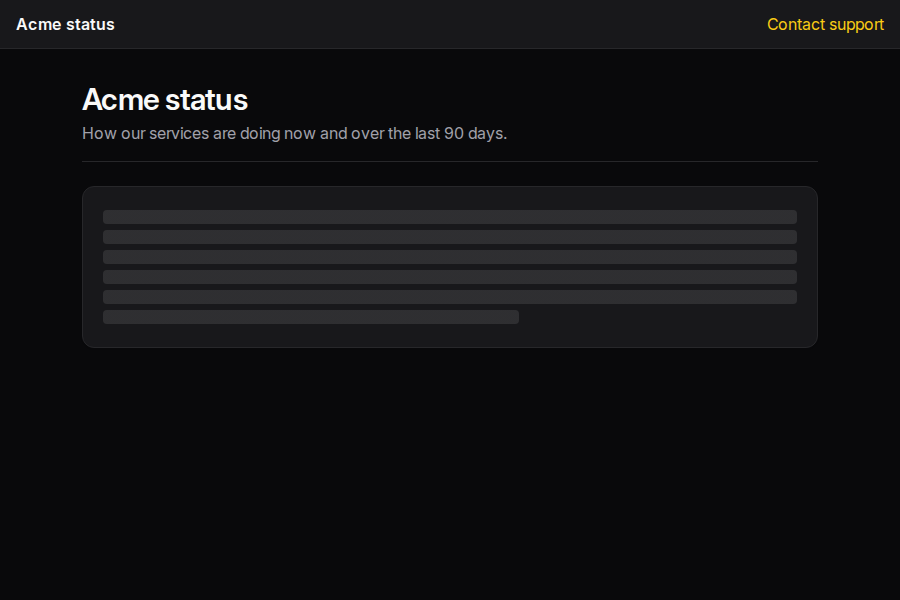 Acme status
Contact support
Acme status
How our services are doing now and over the last 90 days.